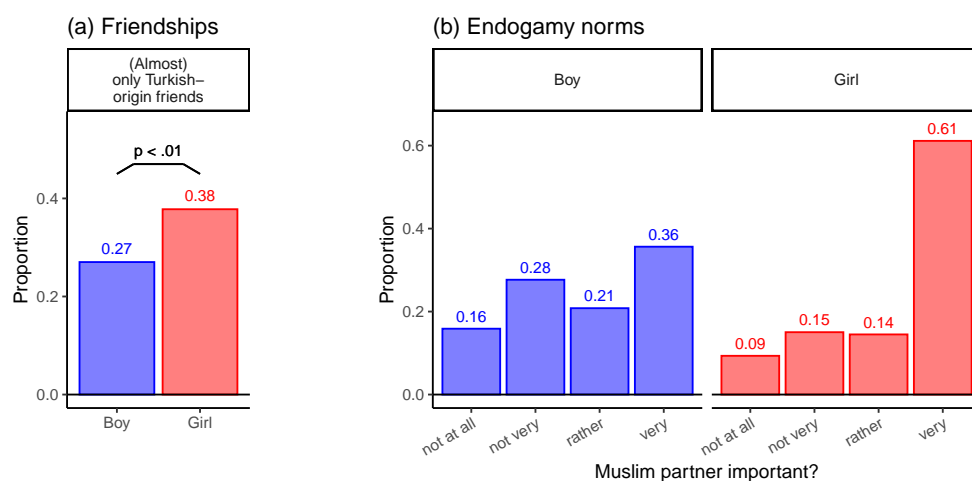 (a) Friendships
(Almost)
only Turkish−
origin friends
p < .01
0.38
0.27
0.4
0.2
0.0
Proportion
Boy
Girl
(b) Endogamy norms
Boy
Girl
0.6
0.4
0.2
0.0
Proportion
0.16
0.28
0.21
0.36
0.09
0.15
0.14
0.61
not at all
not very
rather
very
not at all
not very
rather
very
Muslim partner important?